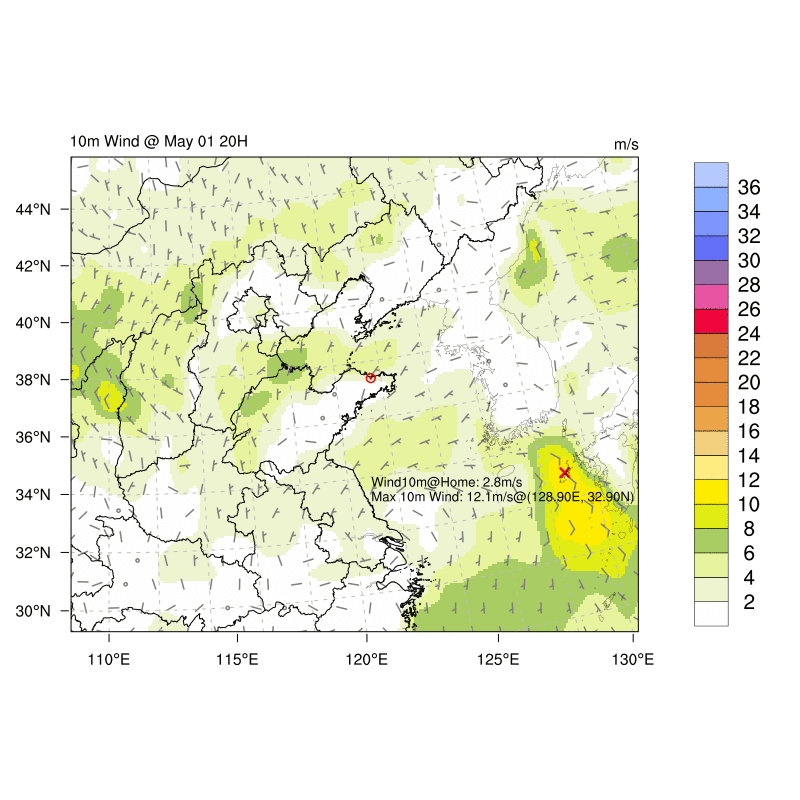 10m Wind @ May 01 20H
m/s
36
34
32
30
28
26
24
22
20
18
16
14
12
10
8
6
4
2
44°N
42°N
40°N
38°N
36°N
34°N
32°N
30°N
Wind10m@Home: 2.8m/s
Max 10m Wind: 12.1m/s@(128.90E, 32.90N)
110°E 115°E 120°E 125°E 130°E